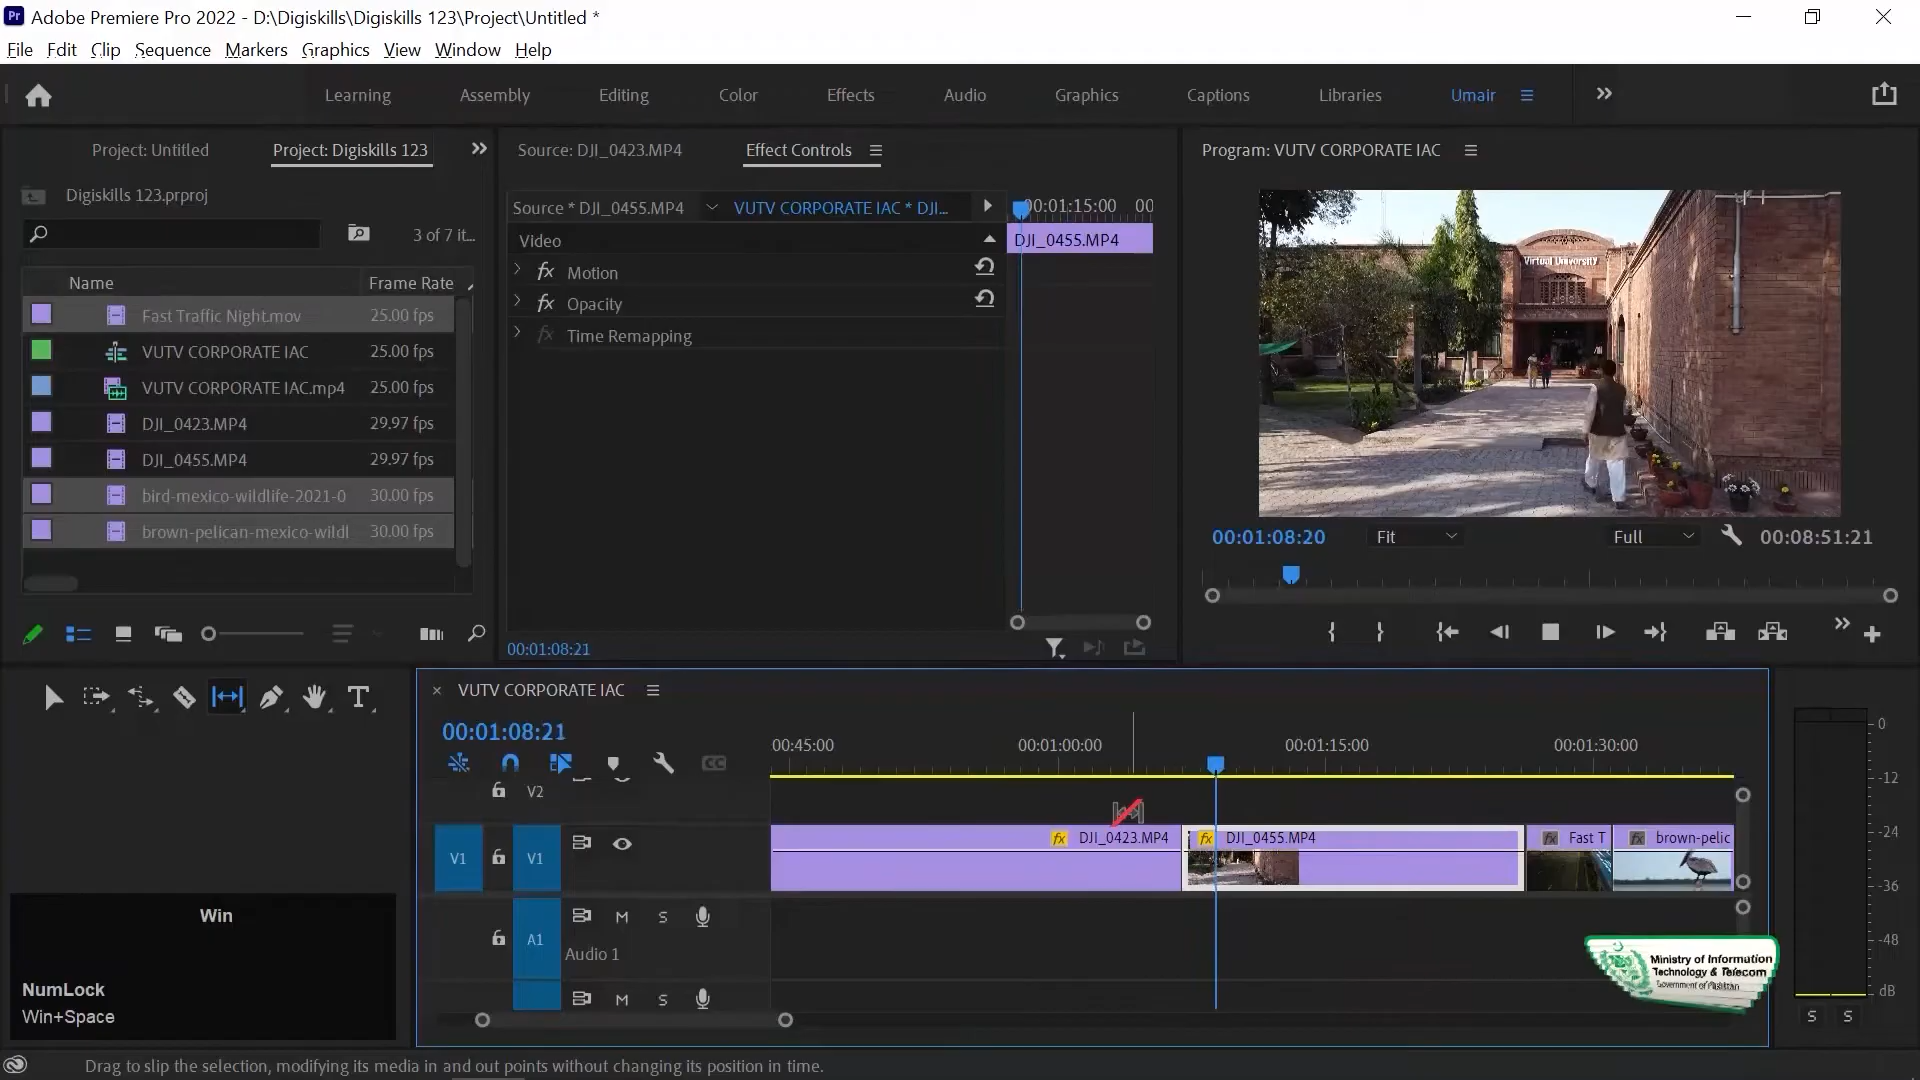 Adobe Premiere Pro 2022 - D:\Digiskills\Digiskills 123\Project\Untitled *
File Edit Clip Sequence Markers Graphics View Window Help
Learning Assembly Editing Color Effects Audio Graphics Captions Libraries Umair
Project: Untitled Project: Digiskills 123
Digiskills 123.prproj
3 of 7 it...
Name Frame Rate
Fast Traffic Night.mov 25.00 fps
VUTV CORPORATE IAC 25.00 fps
VUTV CORPORATE IAC.mp4 25.00 fps
DJI_0423.MP4 29.97 fps
DJI_0455.MP4 29.97 fps
bird-mexico-wildlife-2021-0 30.00 fps
brown-pelican-mexico-wildl 30.00 fps
Source: DJI_0423.MP4 Effect Controls
Source * DJI_0455.MP4 VUTV CORPORATE IAC * DJI...
00:01:15:00 00
Video
DJI_0455.MP4
fx Motion
fx Opacity
fx Time Remapping
00:01:08:21
Program: VUTV CORPORATE IAC
Virtual University
00:01:08:20 Fit Full 00:08:51:21
VUTV CORPORATE IAC
00:01:08:21
00:45:00 00:01:00:00 00:01:15:00 00:01:30:00
V2
V1 V1
fx DJI_0423.MP4 fx DJI_0455.MP4 fx Fast T fx brown-pelic
A1 M S
Audio 1
M S
0
-12
-24
-36
-48
dB
S S
Win
NumLock
Win+Space
Ministry of Information
Technology & Telecom
Government of Pakistan
Drag to slip the selection, modifying its media in and out points without changing its position in time.